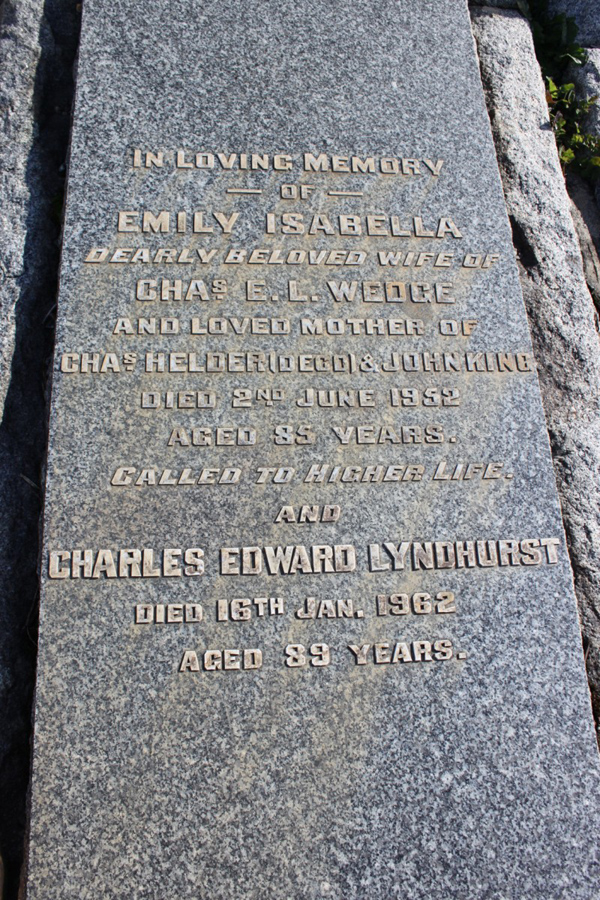 IN LOVING MEMORY
— OF —
EMILY ISABELLA
DEARLY BELOVED WIFE OF
CHAS E. L. WEDGE
AND LOVED MOTHER OF
CHAS HELDER (DECD) & JOHN KING.
DIED 2ND JUNE 1952
AGED 85 YEARS.
CALLED TO HIGHER LIFE.
AND
CHARLES EDWARD LYNDHURST
DIED 16TH JAN. 1962
AGED 89 YEARS.